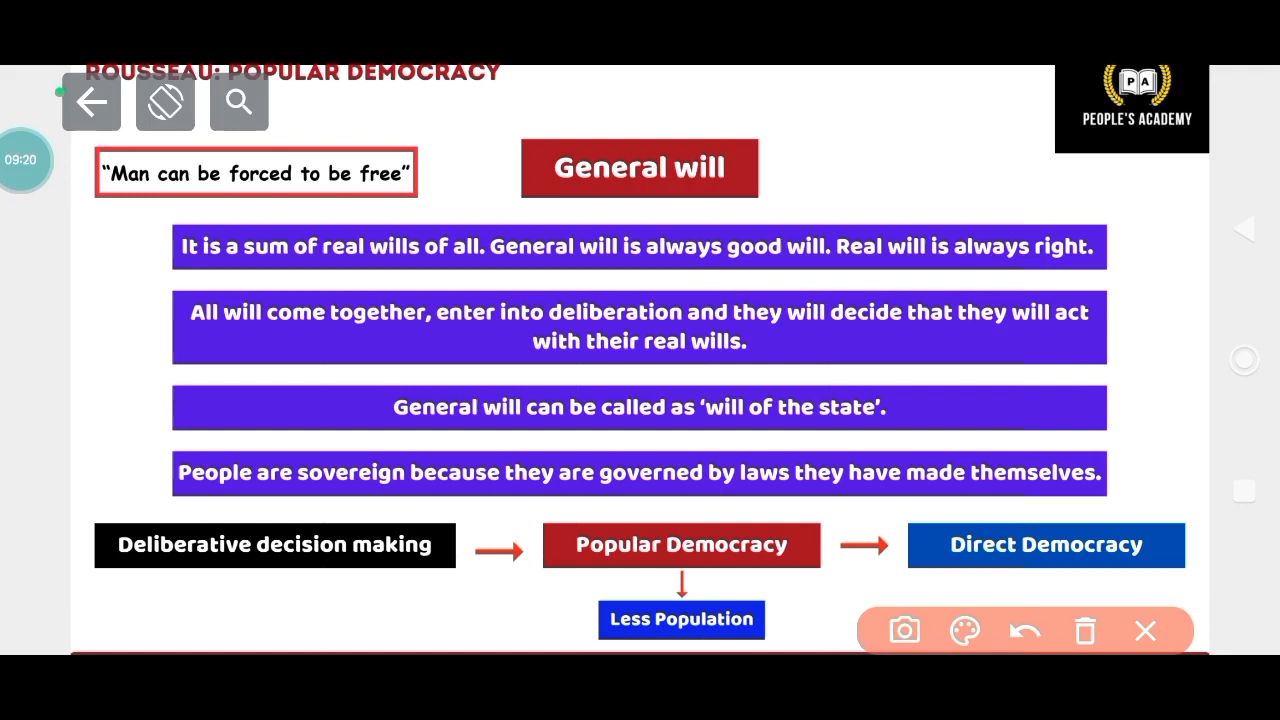 ROUSSEAU: POPULAR DEMOCRACY
PA
PEOPLE'S ACADEMY
09:20
“Man can be forced to be free”
General will
It is a sum of real wills of all. General will is always good will. Real will is always right.
All will come together, enter into deliberation and they will decide that they will act
with their real wills.
General will can be called as ‘will of the state’.
People are sovereign because they are governed by laws they have made themselves.
Deliberative decision making
Popular Democracy
Direct Democracy
Less Population